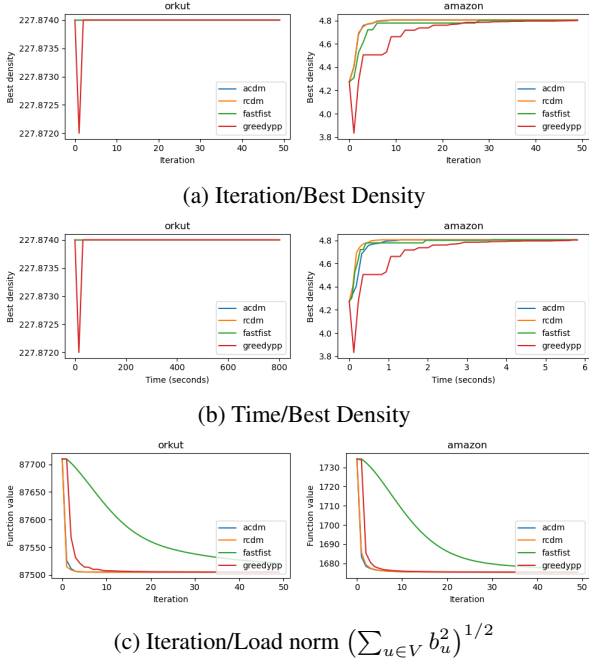 orkut
227.8740
227.8735
227.8730
227.8725
227.8720
Best density
0 10 20 30 40 50
Iteration
acdm
rcdm
fastfist
greedypp
amazon
4.8
4.6
4.4
4.2
4.0
3.8
Best density
0 10 20 30 40 50
Iteration
acdm
rcdm
fastfist
greedypp
(a) Iteration/Best Density
orkut
227.8740
227.8735
227.8730
227.8725
227.8720
Best density
0 200 400 600 800
Time (seconds)
acdm
rcdm
fastfist
greedypp
amazon
4.8
4.6
4.4
4.2
4.0
3.8
Best density
0 1 2 3 4 5 6
Time (seconds)
acdm
rcdm
fastfist
greedypp
(b) Time/Best Density
orkut
87700
87650
87600
87550
87500
Function value
0 10 20 30 40 50
Iteration
acdm
rcdm
fastfist
greedypp
amazon
1730
1720
1710
1700
1690
1680
Function value
0 10 20 30 40 50
Iteration
acdm
rcdm
fastfist
greedypp
(c) Iteration/Load norm (∑_{u∈V} b_u^2)^{1/2}